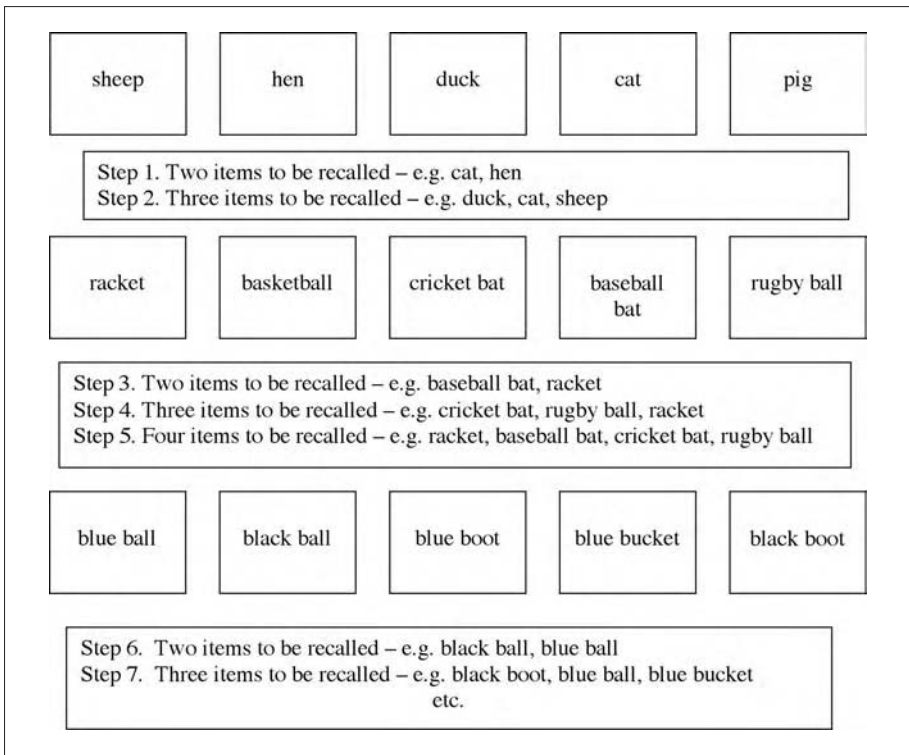 sheep hen duck cat pig
Step 1. Two items to be recalled – e.g. cat, hen
Step 2. Three items to be recalled – e.g. duck, cat, sheep
racket basketball cricket bat baseball bat rugby ball
Step 3. Two items to be recalled – e.g. baseball bat, racket
Step 4. Three items to be recalled – e.g. cricket bat, rugby ball, racket
Step 5. Four items to be recalled – e.g. racket, baseball bat, cricket bat, rugby ball
blue ball black ball blue boot blue bucket black boot
Step 6. Two items to be recalled – e.g. black ball, blue ball
Step 7. Three items to be recalled – e.g. black boot, blue ball, blue bucket
etc.